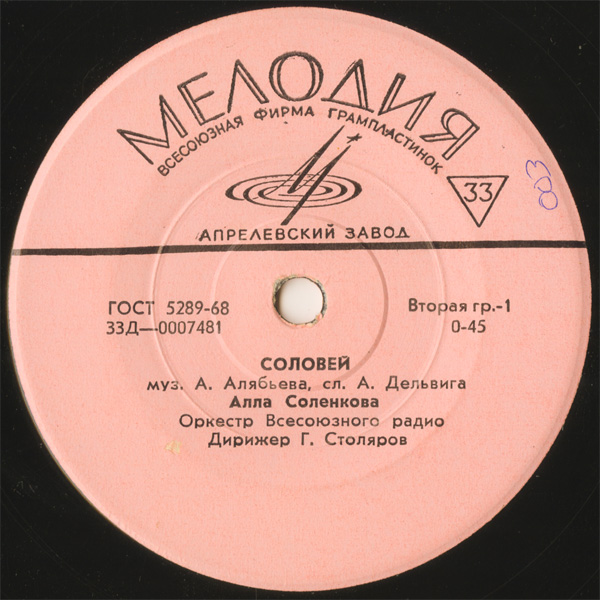 МЕЛОДИЯ
ВСЕСОЮЗНАЯ ФИРМА ГРАМПЛАСТИНОК
33
003
АПРЕЛЕВСКИЙ ЗАВОД
ГОСТ 5289-68
33Д—0007481
Вторая гр.-1
0-45
СОЛОВЕЙ
муз. А. Алябьева, сл. А. Дельвига
Алла Соленкова
Оркестр Всесоюзного радио
Дирижер Г. Столяров